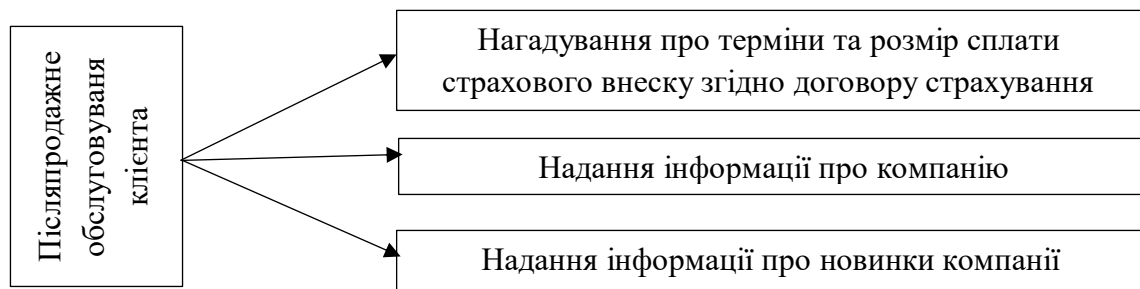 Післяпродажне
обслуговуваня
клієнта
Нагадування про терміни та розмір сплати
страхового внеску згідно договору страхування
Надання інформації про компанію
Надання інформації про новинки компанії